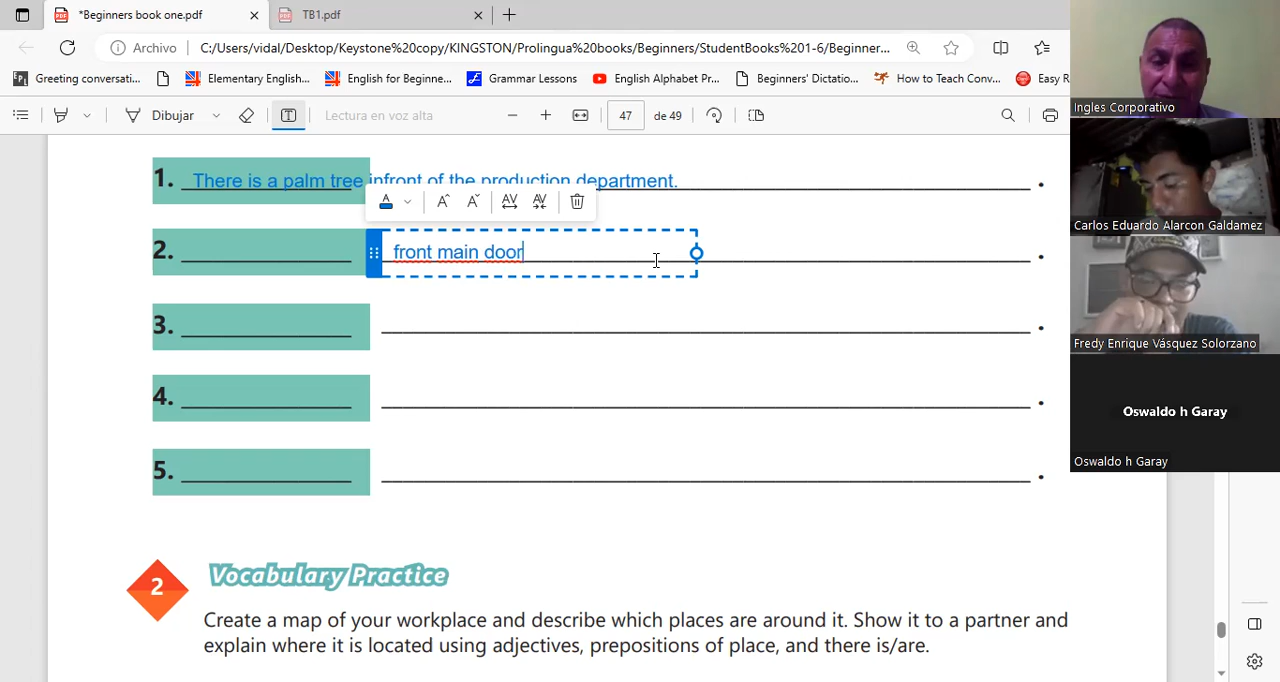 *Beginners book one.pdf
TB1.pdf
Archivo
C:/Users/vidal/Desktop/Keystone%20copy/KINGSTON/Prolingua%20books/Beginners/StudentBooks%201-6/Beginner...
Greeting conversati...
Elementary English...
English for Beginne...
Grammar Lessons
English Alphabet Pr...
Beginners' Dictatio...
How to Teach Conv...
Easy R
Dibujar
Lectura en voz alta
47
de 49
1. There is a palm tree infront of the production department.
2. front main door
3.
4.
5.
2
Vocabulary Practice
Create a map of your workplace and describe which places are around it. Show it to a partner and
explain where it is located using adjectives, prepositions of place, and there is/are.
Ingles Corporativo
Carlos Eduardo Alarcon Galdamez
Fredy Enrique Vásquez Solorzano
Oswaldo h Garay
Oswaldo h Garay